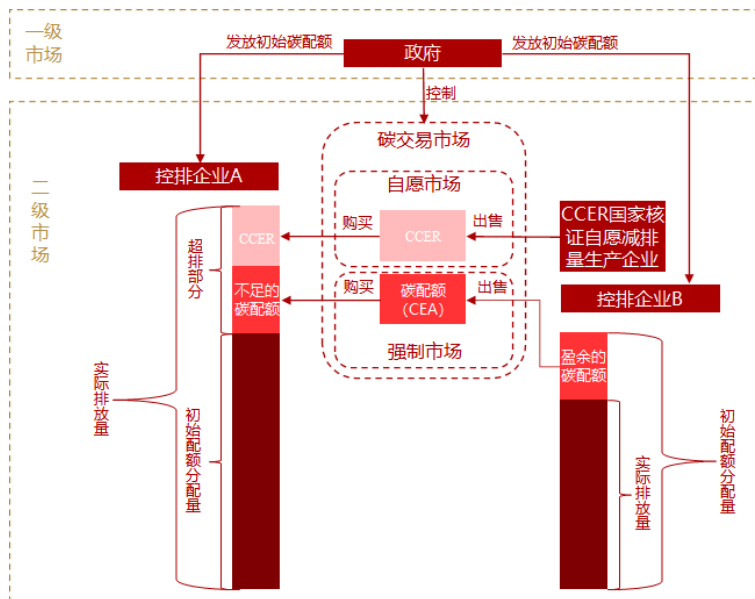 一级
市场
发放初始碳配额
政府
发放初始碳配额
控制
二级市场
碳交易市场
控排企业A
自愿市场
CCER
购买
CCER
出售
CCER国家核
证自愿减排
量生产企业
超排部分
不足的
碳配额
购买
碳配额
（CEA）
出售
控排企业B
强制市场
盈余的
碳配额
实际排放量
初始配额分配量
实际排放量
初始配额分配量